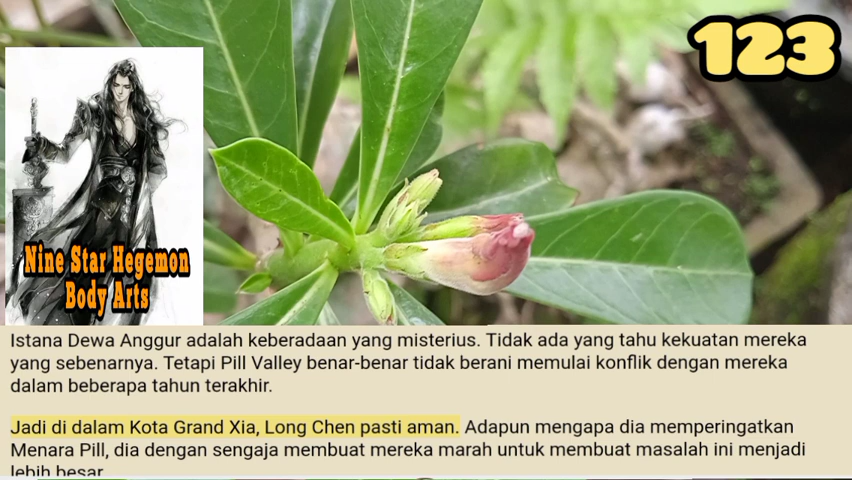 123
Nine Star Hegemon
Body Arts
Istana Dewa Anggur adalah keberadaan yang misterius. Tidak ada yang tahu kekuatan mereka
yang sebenarnya. Tetapi Pill Valley benar-benar tidak berani memulai konflik dengan mereka
dalam beberapa tahun terakhir.
Jadi di dalam Kota Grand Xia, Long Chen pasti aman. Adapun mengapa dia memperingatkan
Menara Pill, dia dengan sengaja membuat mereka marah untuk membuat masalah ini menjadi
lebih besar